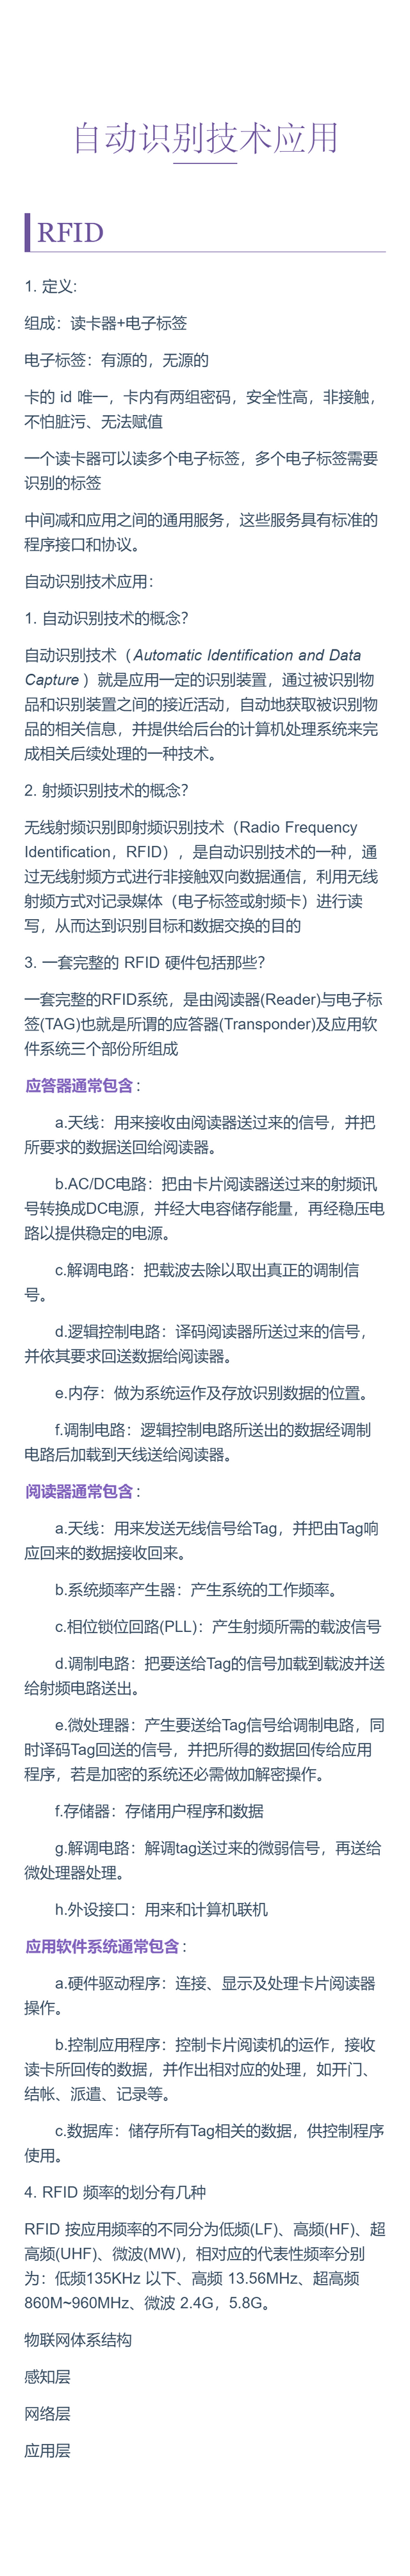 自动识别技术应用
RFID
1. 定义:
组成：读卡器+电子标签
电子标签：有源的，无源的
卡的 id 唯一，卡内有两组密码，安全性高，非接触，
不怕脏污、无法赋值
一个读卡器可以读多个电子标签，多个电子标签需要
识别的标签
中间减和应用之间的通用服务，这些服务具有标准的
程序接口和协议。
自动识别技术应用：
1. 自动识别技术的概念？
自动识别技术（Automatic Identification and Data
Capture ）就是应用一定的识别装置，通过被识别物
品和识别装置之间的接近活动，自动地获取被识别物
品的相关信息，并提供给后台的计算机处理系统来完
成相关后续处理的一种技术。
2. 射频识别技术的概念？
无线射频识别即射频识别技术（Radio Frequency
Identification，RFID），是自动识别技术的一种，通
过无线射频方式进行非接触双向数据通信，利用无线
射频方式对记录媒体（电子标签或射频卡）进行读
写，从而达到识别目标和数据交换的目的
3. 一套完整的 RFID 硬件包括那些？
一套完整的RFID系统，是由阅读器(Reader)与电子标
签(TAG)也就是所谓的应答器(Transponder)及应用软
件系统三个部份所组成
应答器通常包含：
a.天线：用来接收由阅读器送过来的信号，并把
所要求的数据送回给阅读器。
b.AC/DC电路：把由卡片阅读器送过来的射频讯
号转换成DC电源，并经大电容储存能量，再经稳压电
路以提供稳定的电源。
c.解调电路：把载波去除以取出真正的调制信
号。
d.逻辑控制电路：译码阅读器所送过来的信号，
并依其要求回送数据给阅读器。
e.内存：做为系统运作及存放识别数据的位置。
f.调制电路：逻辑控制电路所送出的数据经调制
电路后加载到天线送给阅读器。
阅读器通常包含：
a.天线：用来发送无线信号给Tag，并把由Tag响
应回来的数据接收回来。
b.系统频率产生器：产生系统的工作频率。
c.相位锁位回路(PLL)：产生射频所需的载波信号
d.调制电路：把要送给Tag的信号加载到载波并送
给射频电路送出。
e.微处理器：产生要送给Tag信号给调制电路，同
时译码Tag回送的信号，并把所得的数据回传给应用
程序，若是加密的系统还必需做加解密操作。
f.存储器：存储用户程序和数据
g.解调电路：解调tag送过来的微弱信号，再送给
微处理器处理。
h.外设接口：用来和计算机联机
应用软件系统通常包含：
a.硬件驱动程序：连接、显示及处理卡片阅读器
操作。
b.控制应用程序：控制卡片阅读机的运作，接收
读卡所回传的数据，并作出相对应的处理，如开门、
结帐、派遣、记录等。
c.数据库：储存所有Tag相关的数据，供控制程序
使用。
4. RFID 频率的划分有几种
RFID 按应用频率的不同分为低频(LF)、高频(HF)、超
高频(UHF)、微波(MW)，相对应的代表性频率分别
为：低频135KHz 以下、高频 13.56MHz、超高频
860M~960MHz、微波 2.4G，5.8G。
物联网体系结构
感知层
网络层
应用层